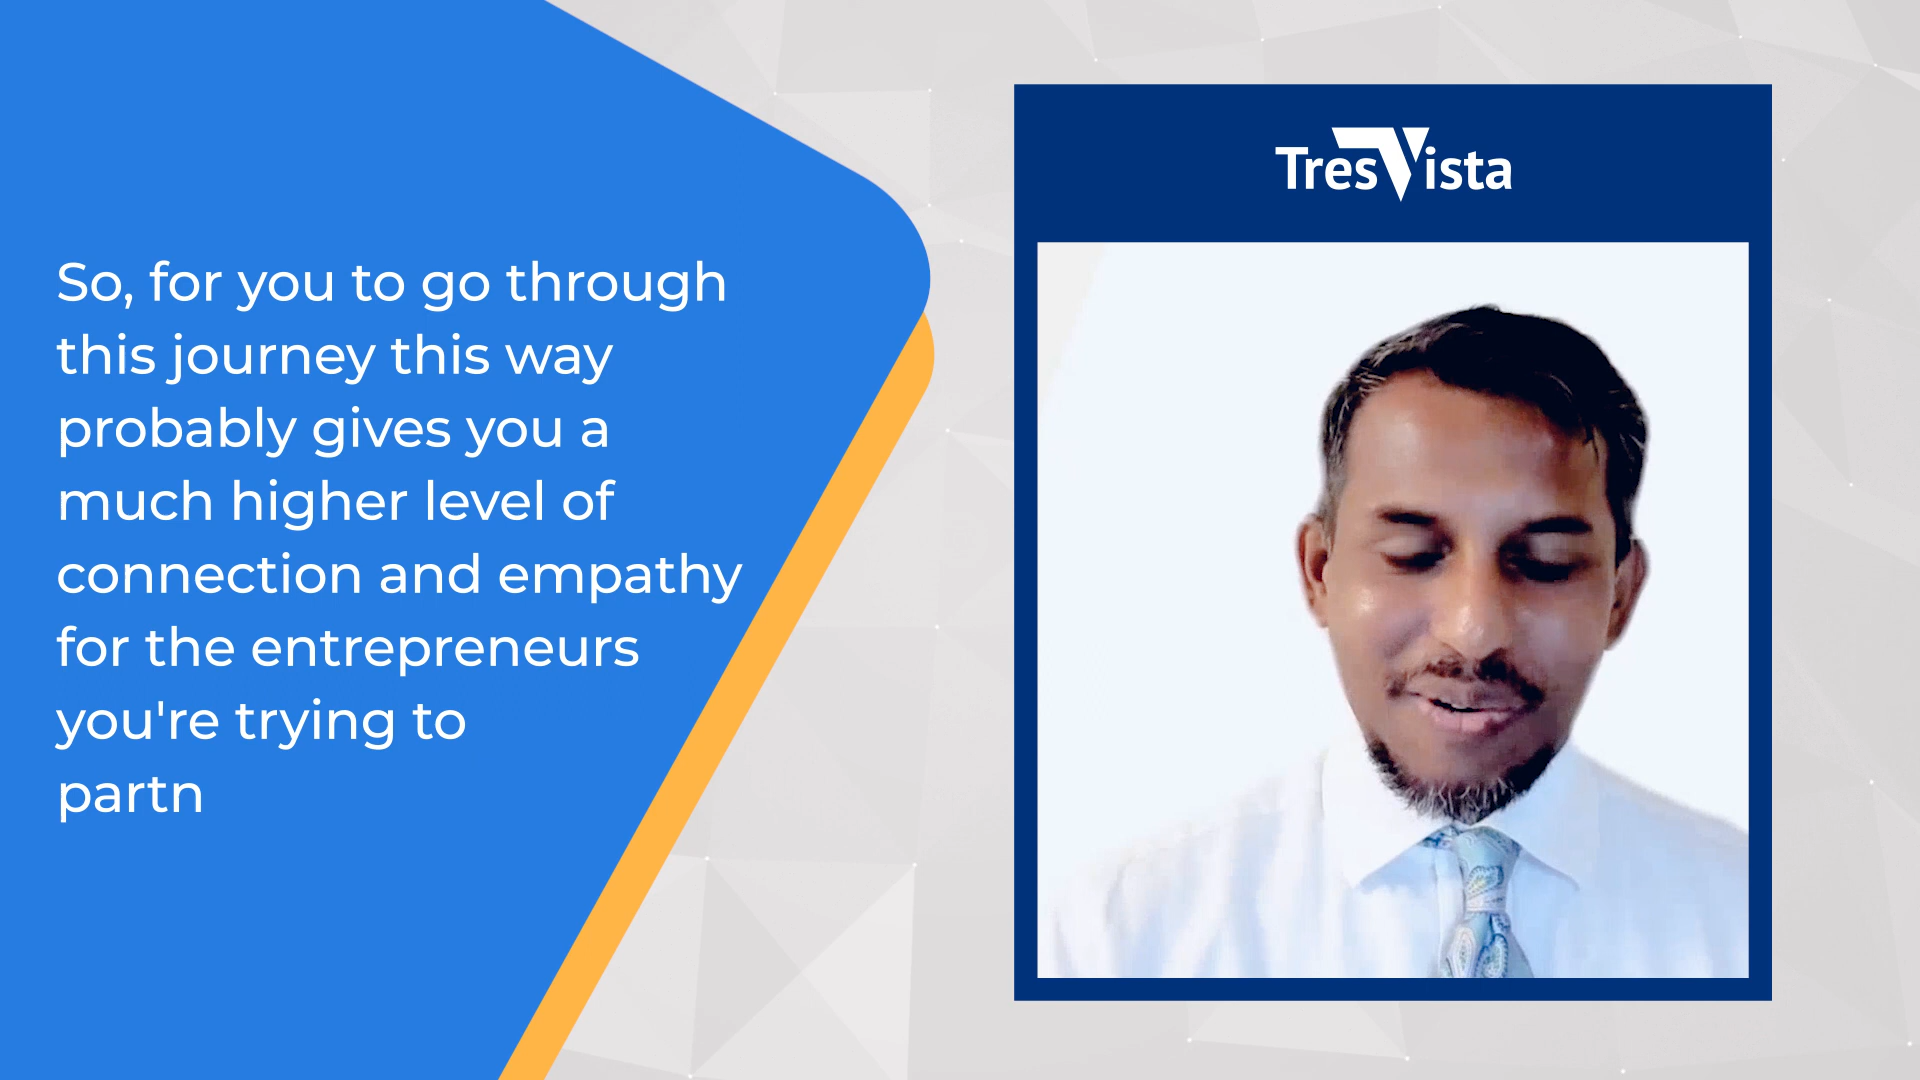 So, for you to go through
this journey this way
probably gives you a
much higher level of
connection and empathy
for the entrepreneurs
you're trying to
partn
TresVista